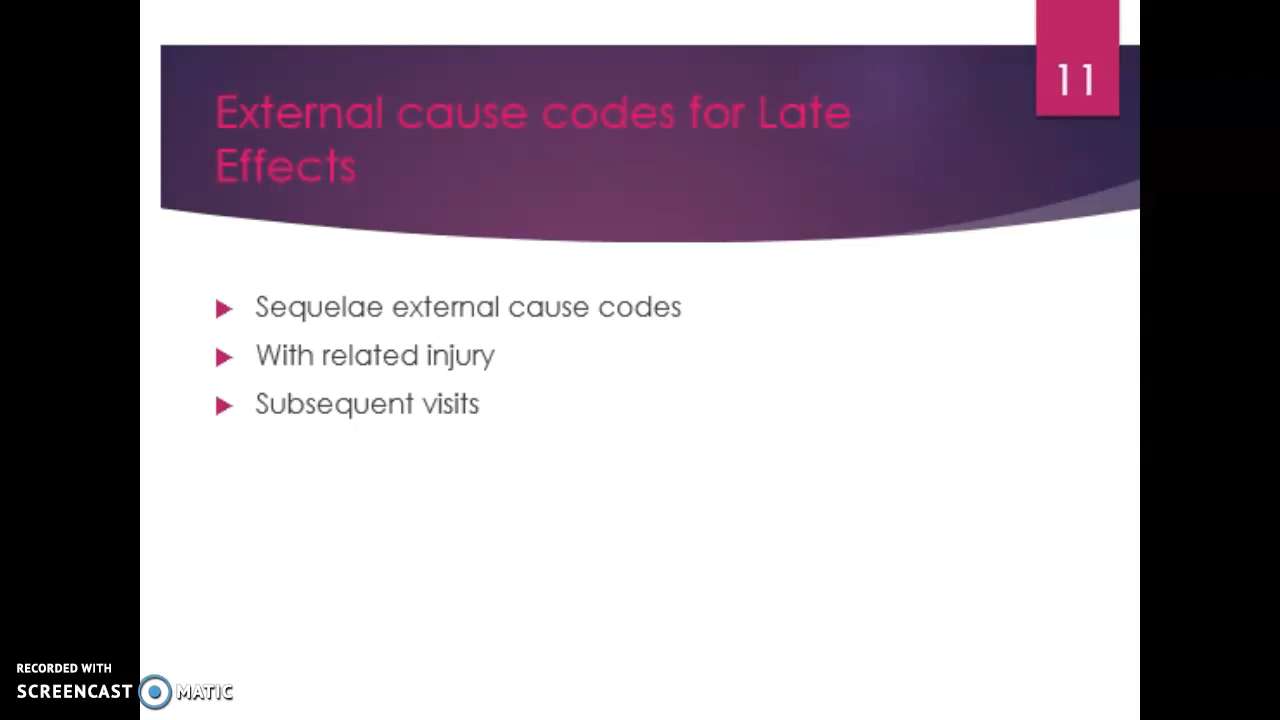 11
External cause codes for Late
Effects
Sequelae external cause codes
With related injury
Subsequent visits
RECORDED WITH
SCREENCAST MATIC